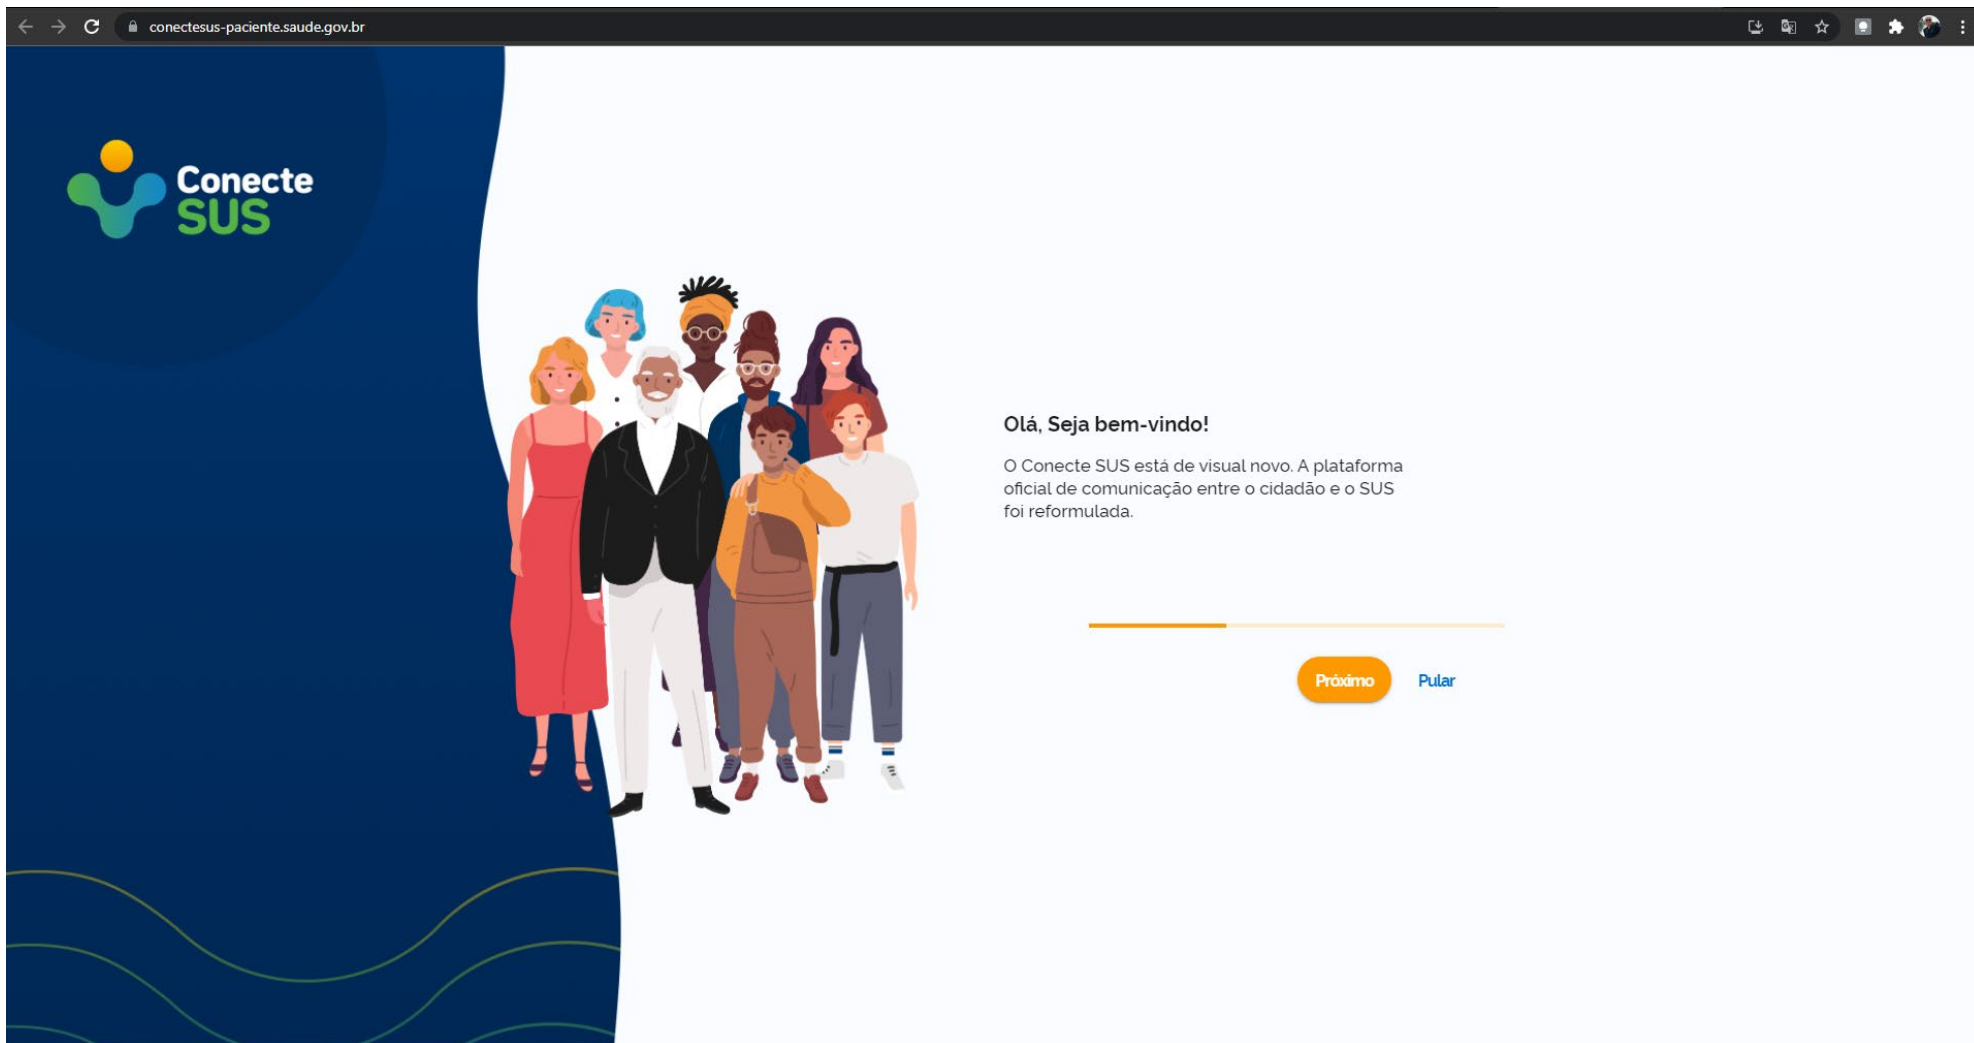 conectesus-paciente.saude.gov.br
Conecte
SUS
Olá, Seja bem-vindo!
O Conecte SUS está de visual novo. A plataforma
oficial de comunicação entre o cidadão e o SUS
foi reformulada.
Próximo
Pular